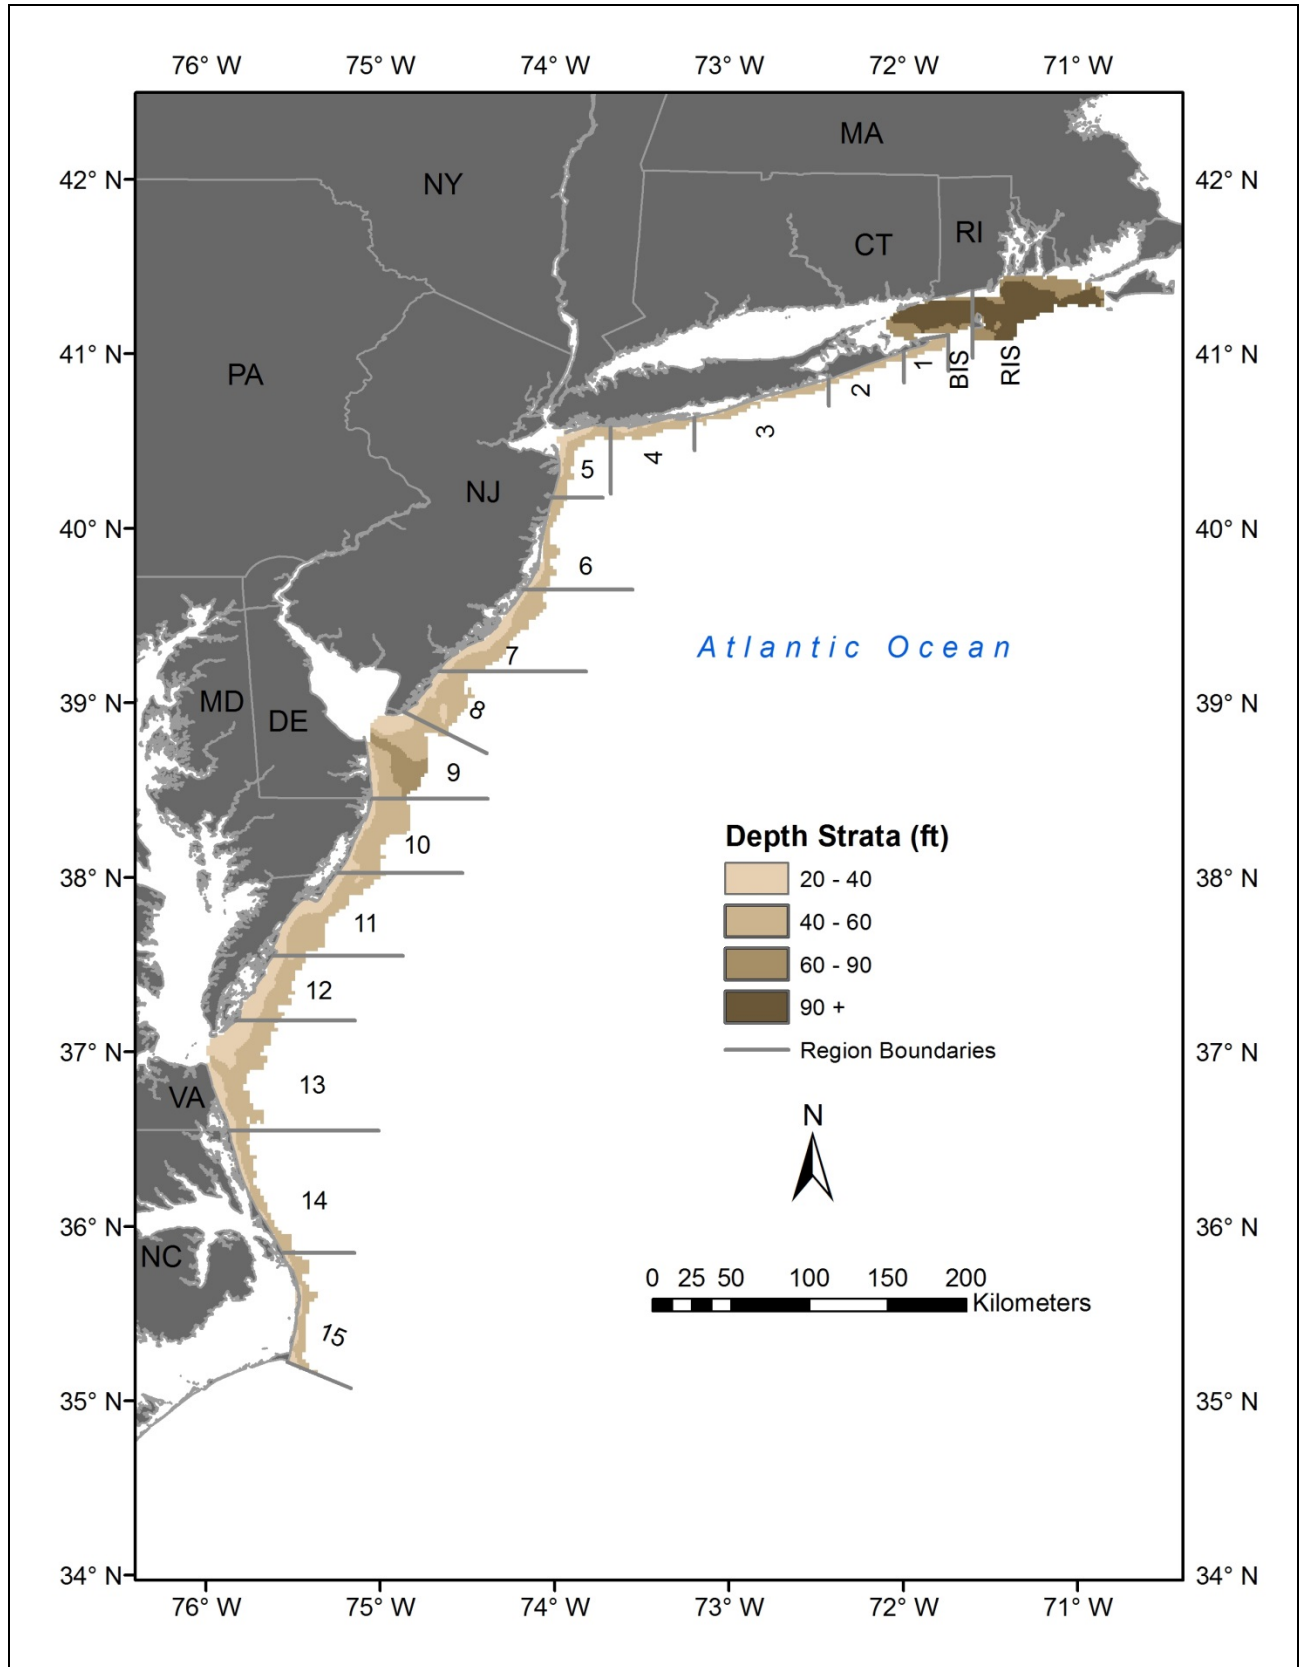 76° W 75° W 74° W 73° W 72° W 71° W
MA
42° N 42° N
NY
RI
CT
41° N 41° N
PA
1
BIS
RIS
2
3
4
5
NJ
40° N 40° N
6
Atlantic Ocean
7
39° N 39° N
MD
DE
8
9
Depth Strata (ft)
20 - 40
40 - 60
60 - 90
90 +
Region Boundaries
10
38° N 38° N
11
12
37° N 37° N
13
VA
N
14
36° N 36° N
NC
0 25 50 100 150 200
Kilometers
15
35° N 35° N
34° N 34° N
76° W 75° W 74° W 73° W 72° W 71° W